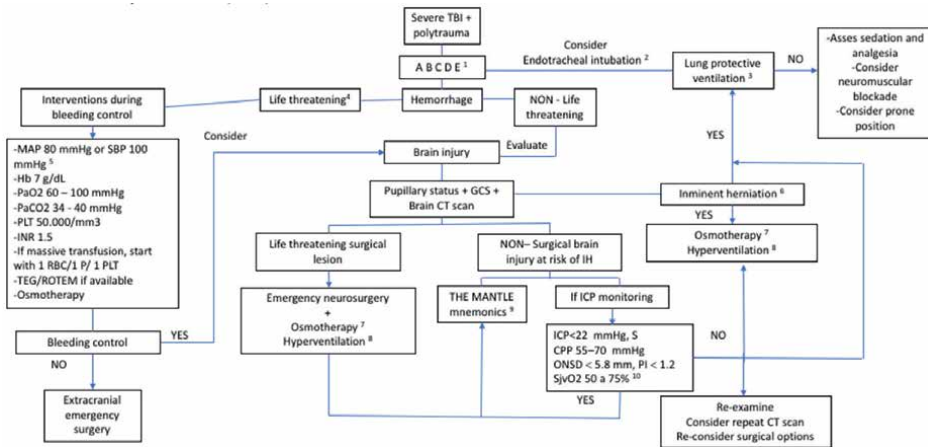 Severe TBI +
polytrauma
A B C D E 1
Consider
Endotracheal intubation 2
Lung protective
ventilation 3
NO
-Asses sedation and
analgesia
-Consider
neuromuscular
blockade
-Consider prone
position
Interventions during
bleeding control
Life threatening4
Hemorrhage
NON - Life
threatening
-MAP 80 mmHg or SBP 100
mmHg 5
-Hb 7 g/dL
-PaO2 60 – 100 mmHg
-PaCO2 34 - 40 mmHg
-PLT 50.000/mm3
-INR 1.5
-If massive transfusion, start
with 1 RBC/1 P/ 1 PLT
-TEG/ROTEM if available
-Osmotherapy
Consider
Evaluate
Brain injury
YES
Pupillary status + GCS +
Brain CT scan
Inminent herniation 6
YES
Osmotherapy 7
Hyperventilation 8
Life threatening surgical
lesion
NON– Surgical brain
injury at risk of IH
Emergency neurosurgery
+
Osmotherapy 7
Hyperventilation 8
THE MANTLE
mnemonics 9
If ICP monitoring
ICP<22 mmHg, S
CPP 55–70 mmHg
ONSD < 5.8 mm, PI < 1.2
SjvO2 50 a 75% 10
NO
YES
Bleeding control
YES
NO
Extracranial
emergency
surgery
Re-examine
Consider repeat CT scan
Re-consider surgical options